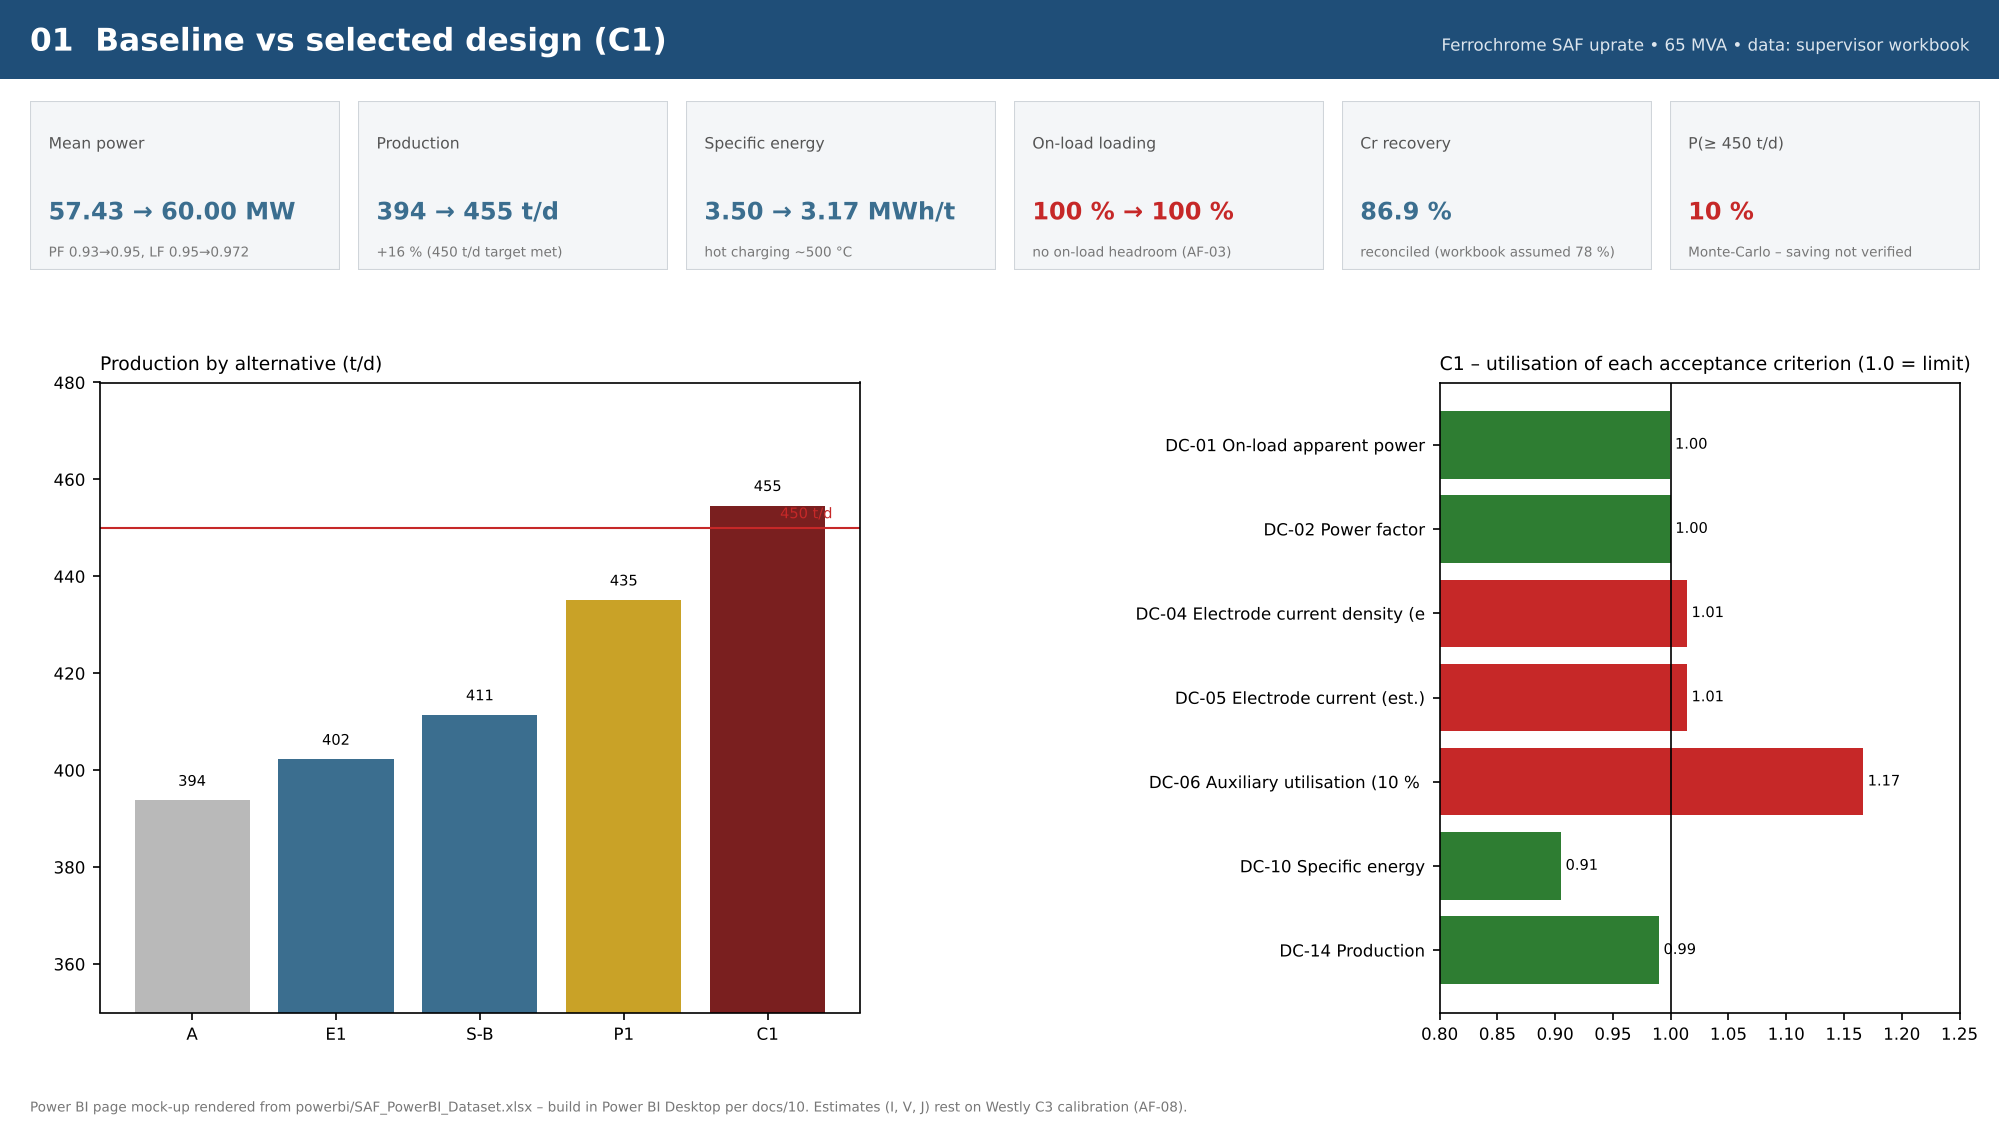 01 Baseline vs selected design (C1)
Ferrochrome SAF uprate • 65 MVA • data: supervisor workbook
Mean power
57.43 → 60.00 MW
PF 0.93→0.95, LF 0.95→0.972
Production
394 → 455 t/d
+16 % (450 t/d target met)
Specific energy
3.50 → 3.17 MWh/t
hot charging ~500 °C
On-load loading
100 % → 100 %
no on-load headroom (AF-03)
Cr recovery
86.9 %
reconciled (workbook assumed 78 %)
P(≥ 450 t/d)
10 %
Monte-Carlo – saving not verified
Production by alternative (t/d)
480
460
440
420
400
380
360
394
402
411
435
455
450 t/d
A
E1
S-B
P1
C1
C1 – utilisation of each acceptance criterion (1.0 = limit)
DC-01 On-load apparent power
1.00
DC-02 Power factor
1.00
DC-04 Electrode current density (e
1.01
DC-05 Electrode current (est.)
1.01
DC-06 Auxiliary utilisation (10 %
1.17
DC-10 Specific energy
0.91
DC-14 Production
0.99
0.80
0.85
0.90
0.95
1.00
1.05
1.10
1.15
1.20
1.25
Power BI page mock-up rendered from powerbi/SAF_PowerBI_Dataset.xlsx – build in Power BI Desktop per docs/10. Estimates (I, V, J) rest on Westly C3 calibration (AF-08).